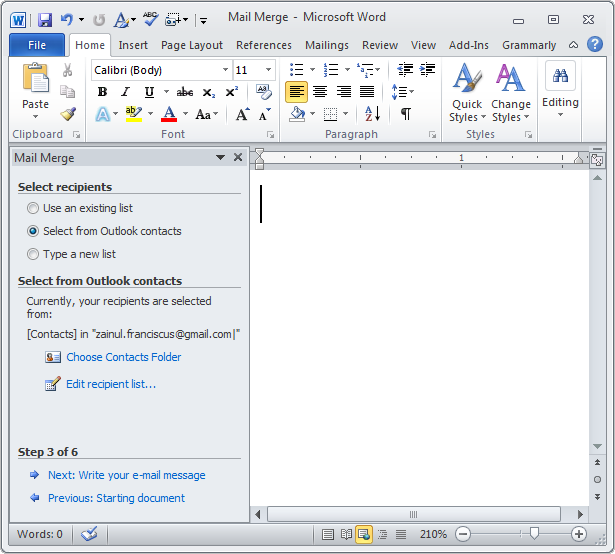 Mail Merge - Microsoft Word
File Home Insert Page Layout References Mailings Review View Add-Ins Grammarly
Calibri (Body) 11
Paste
B I U abc x₂ x²
Aa A A
Quick Styles
Change Styles
Editing
Clipboard Font Paragraph Styles
Mail Merge
Select recipients
Use an existing list
Select from Outlook contacts
Type a new list
Select from Outlook contacts
Currently, your recipients are selected
from:
[Contacts] in "zainul.franciscus@gmail.com|"
Choose Contacts Folder
Edit recipient list...
Step 3 of 6
Next: Write your e-mail message
Previous: Starting document
1
Words: 0 210%